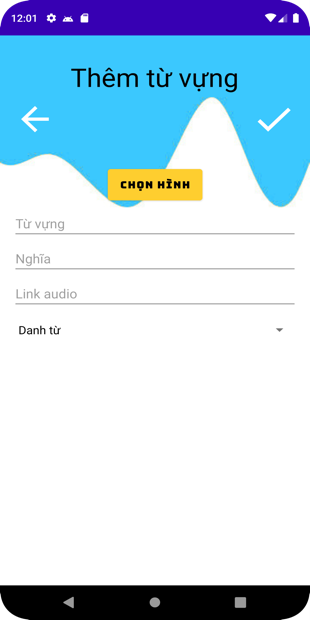 12:01
Thêm từ vựng
CHỌN HÌNH
Từ vựng
Nghĩa
Link audio
Danh từ